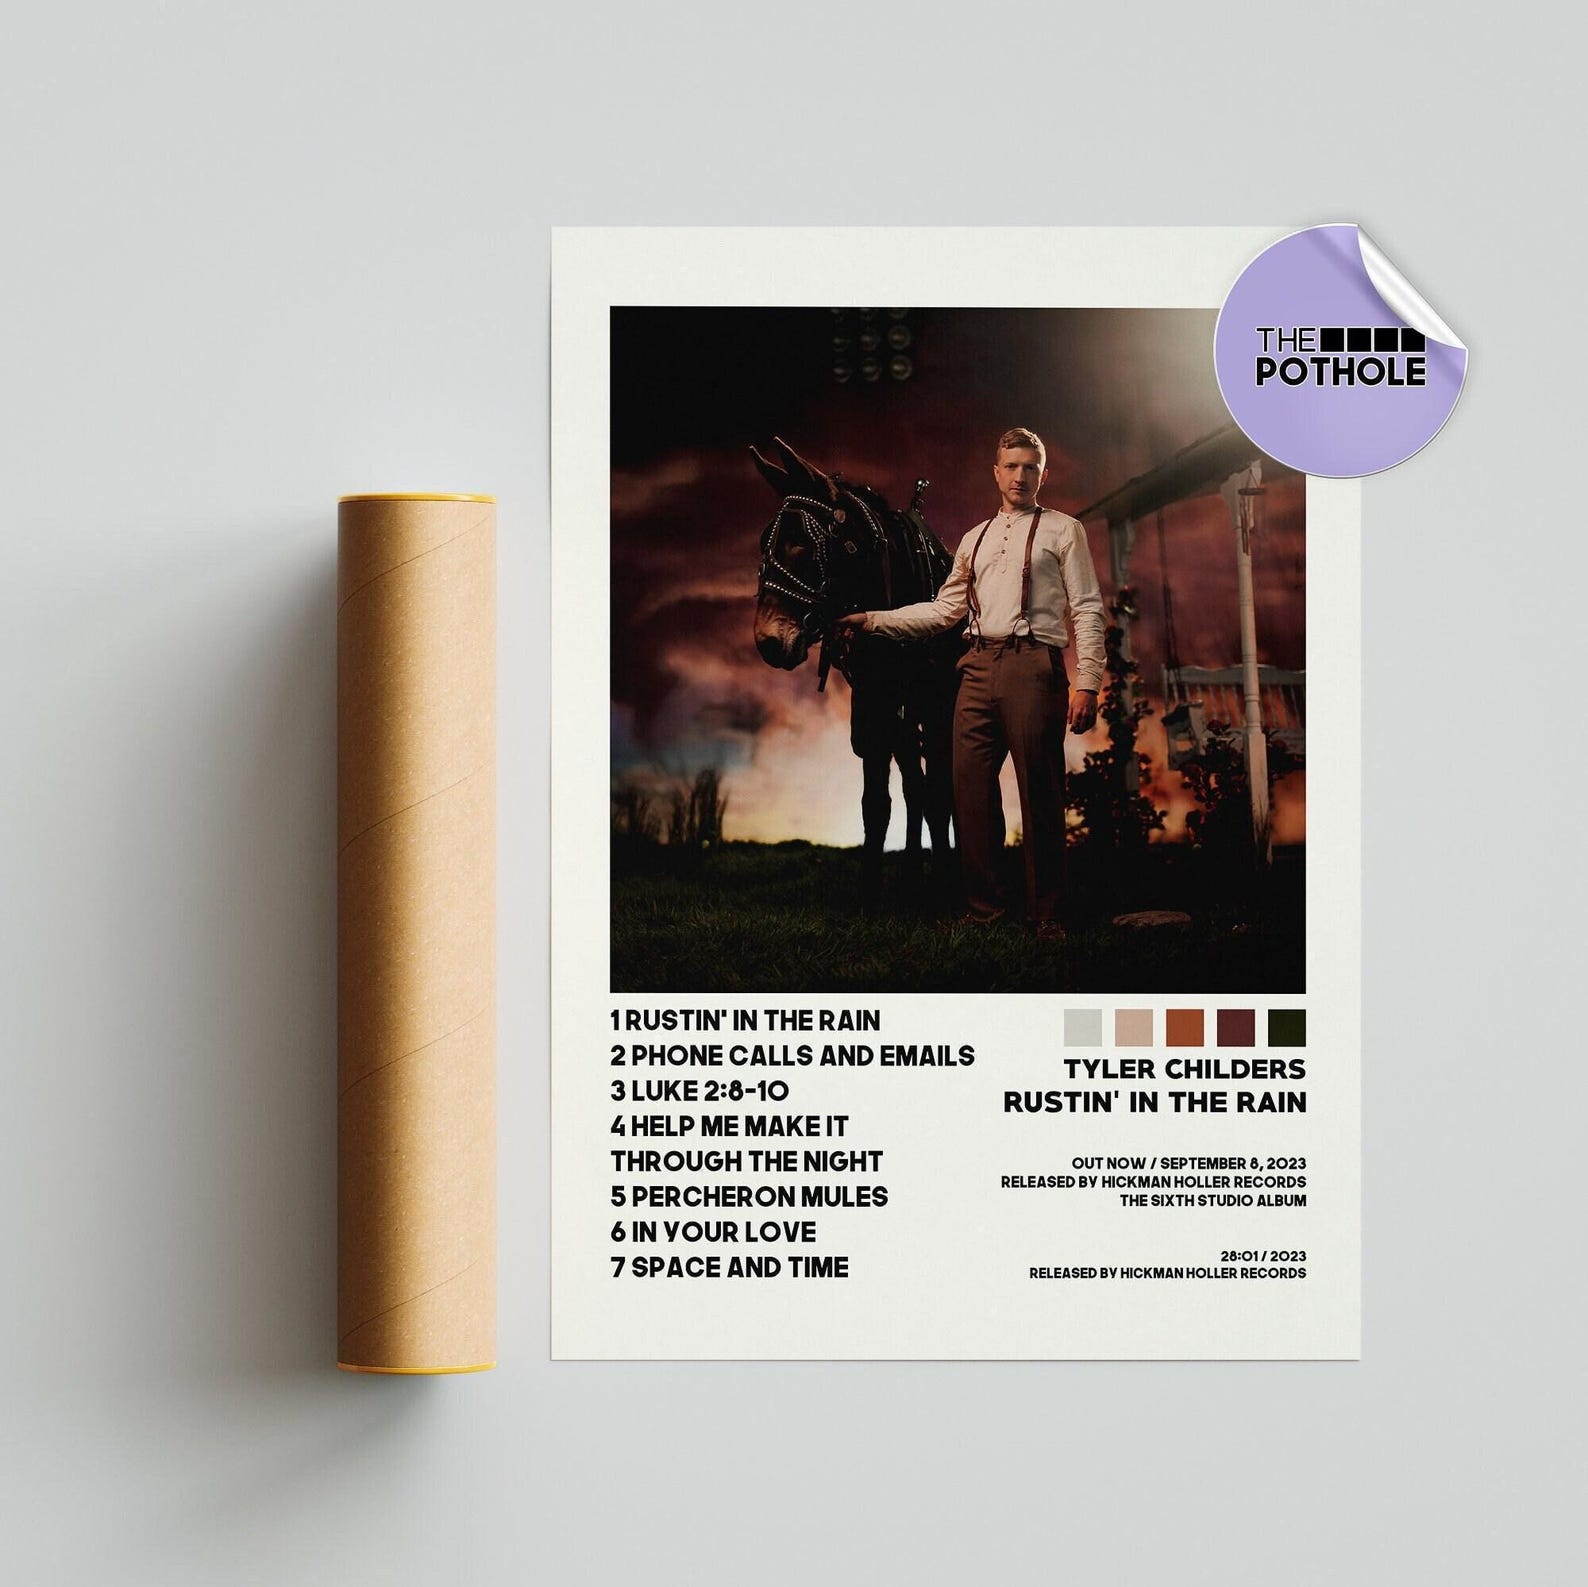 THE
POTHOLE
1 RUSTIN' IN THE RAIN
2 PHONE CALLS AND EMAILS
3 LUKE 2:8-10
4 HELP ME MAKE IT
THROUGH THE NIGHT
5 PERCHERON MULES
6 IN YOUR LOVE
7 SPACE AND TIME
TYLER CHILDERS
RUSTIN' IN THE RAIN
OUT NOW / SEPTEMBER 8, 2023
RELEASED BY HICKMAN HOLLER RECORDS
THE SIXTH STUDIO ALBUM
28:01 / 2023
RELEASED BY HICKMAN HOLLER RECORDS